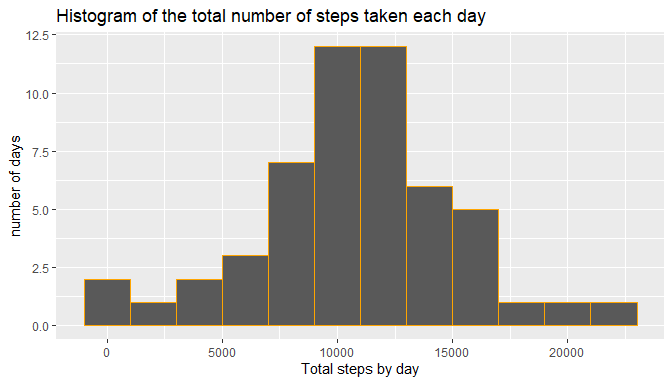 Histogram of the total number of steps taken each day
12.5
10.0
7.5
5.0
2.5
0.0
number of days
0 5000 10000 15000 20000
Total steps by day